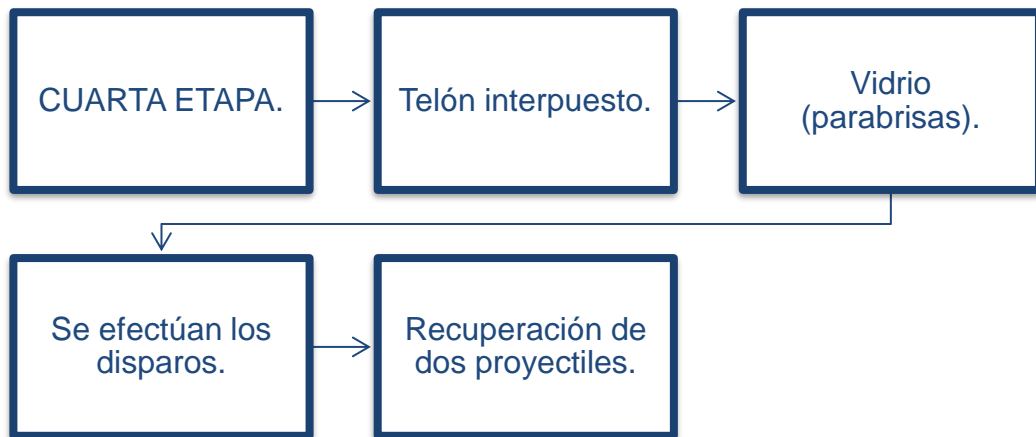 CUARTA ETAPA.
Telón interpuesto.
Vidrio
(parabrisas).
Se efectúan los
disparos.
Recuperación de
dos proyectiles.